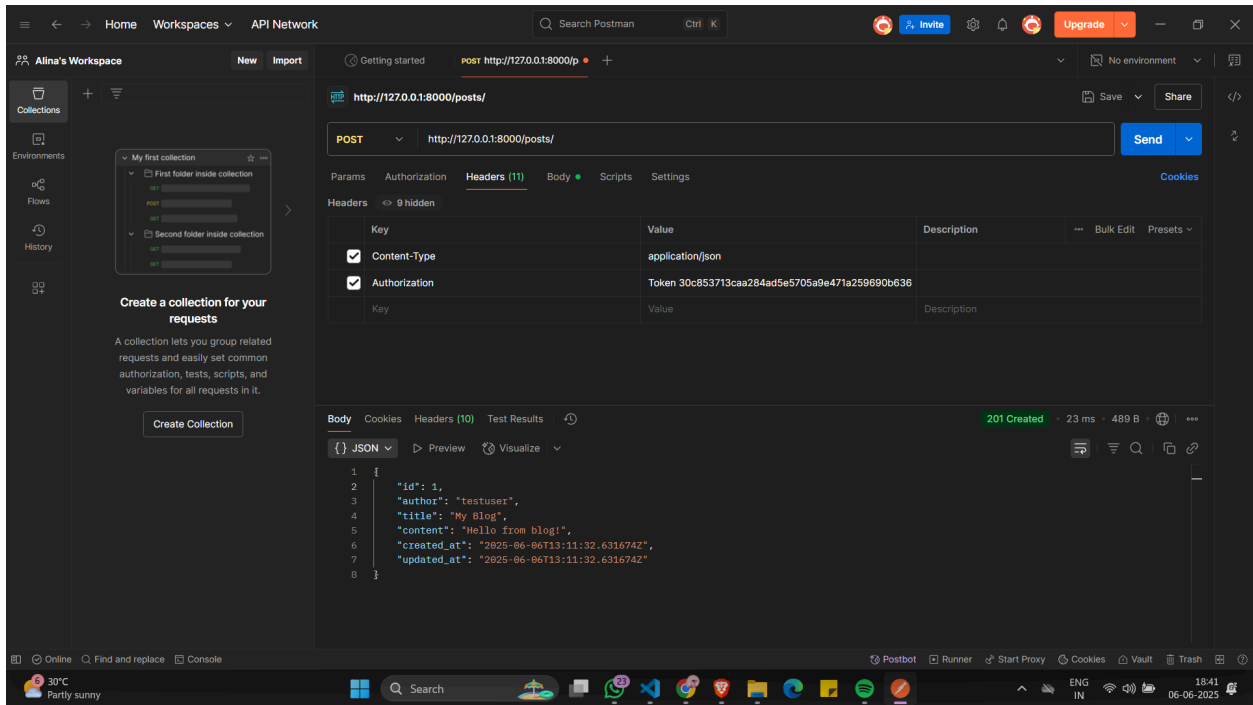 Home Workspaces API Network Search Postman Ctrl K Invite Upgrade
Alina's Workspace New Import Getting started POST http://127.0.0.1:8000/p No environment
Collections
Environments
Flows
History
My first collection
First folder inside collection
GET
POST
GET
Second folder inside collection
GET
GET
Create a collection for your
requests
A collection lets you group related
requests and easily set common
authorization, tests, scripts, and
variables for all requests in it.
Create Collection
HTTP http://127.0.0.1:8000/posts/ Save Share
POST http://127.0.0.1:8000/posts/ Send
Params Authorization Headers (11) Body Scripts Settings Cookies
Headers 9 hidden
Key Value Description Bulk Edit Presets
Content-Type application/json
Authorization Token 30c853713caa284ad5e5705a9e471a259690b636
Key Value Description
Body Cookies Headers (10) Test Results 201 Created 23 ms 489 B
{} JSON Preview Visualize
1 {
2 "id": 1,
3 "author": "testuser",
4 "title": "My Blog",
5 "content": "Hello from blog!",
6 "created_at": "2025-06-06T13:11:32.631674Z",
7 "updated_at": "2025-06-06T13:11:32.631674Z"
8 }
Online Find and replace Console Postbot Runner Start Proxy Cookies Vault Trash
6 30°C
Partly sunny
Search
23
ENG
IN
18:41
06-06-2025